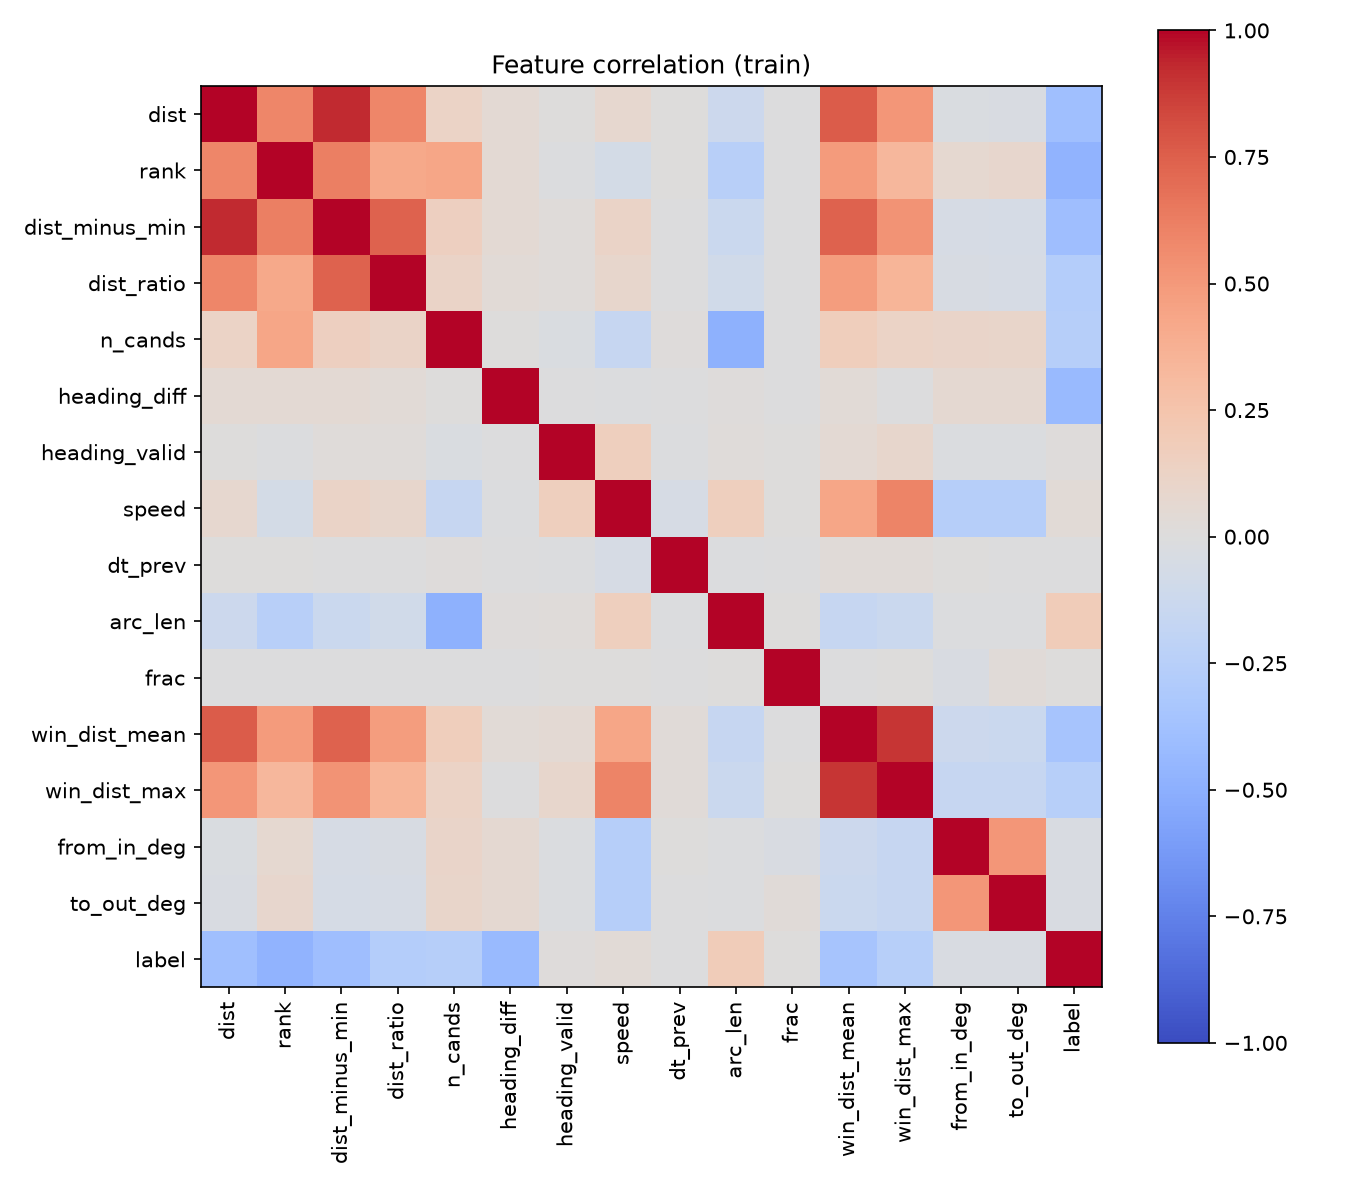 Feature correlation (train)
dist
rank
dist_minus_min
dist_ratio
n_cands
heading_diff
heading_valid
speed
dt_prev
arc_len
frac
win_dist_mean
win_dist_max
from_in_deg
to_out_deg
label
dist
rank
dist_minus_min
dist_ratio
n_cands
heading_diff
heading_valid
speed
dt_prev
arc_len
frac
win_dist_mean
win_dist_max
from_in_deg
to_out_deg
label
1.00
0.75
0.50
0.25
0.00
−0.25
−0.50
−0.75
−1.00